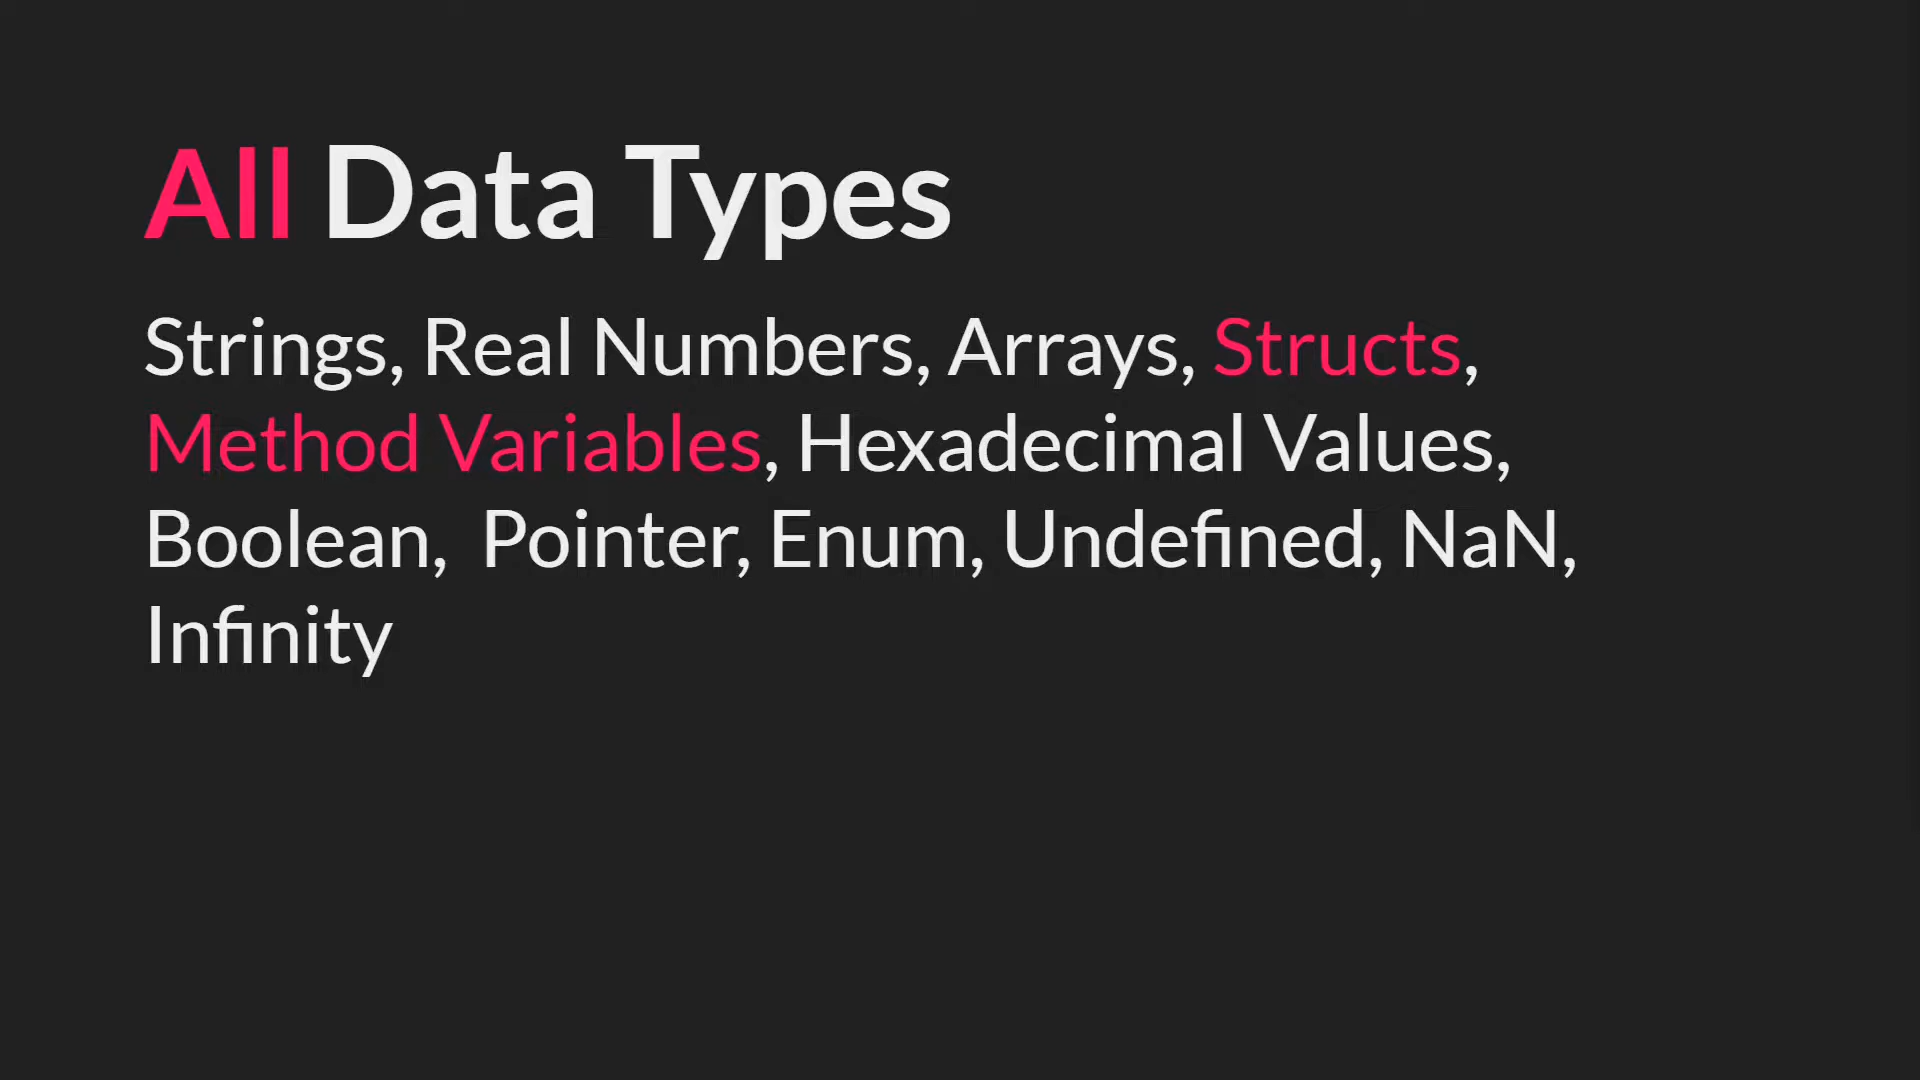 All Data Types
Strings, Real Numbers, Arrays, Structs,
Method Variables, Hexadecimal Values,
Boolean,  Pointer, Enum, Undefined, NaN,
Infinity